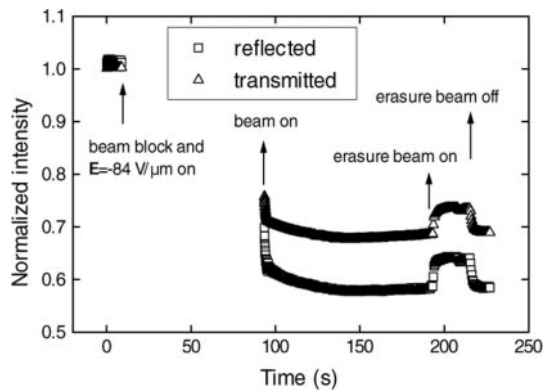 1.1
1.0
0.9
0.8
0.7
0.6
0.5
Normalized intensity
reflected
transmitted
beam block and
E=-84 V/μm on
beam on
erasure beam on
erasure beam off
0
50
100
150
200
250
Time (s)